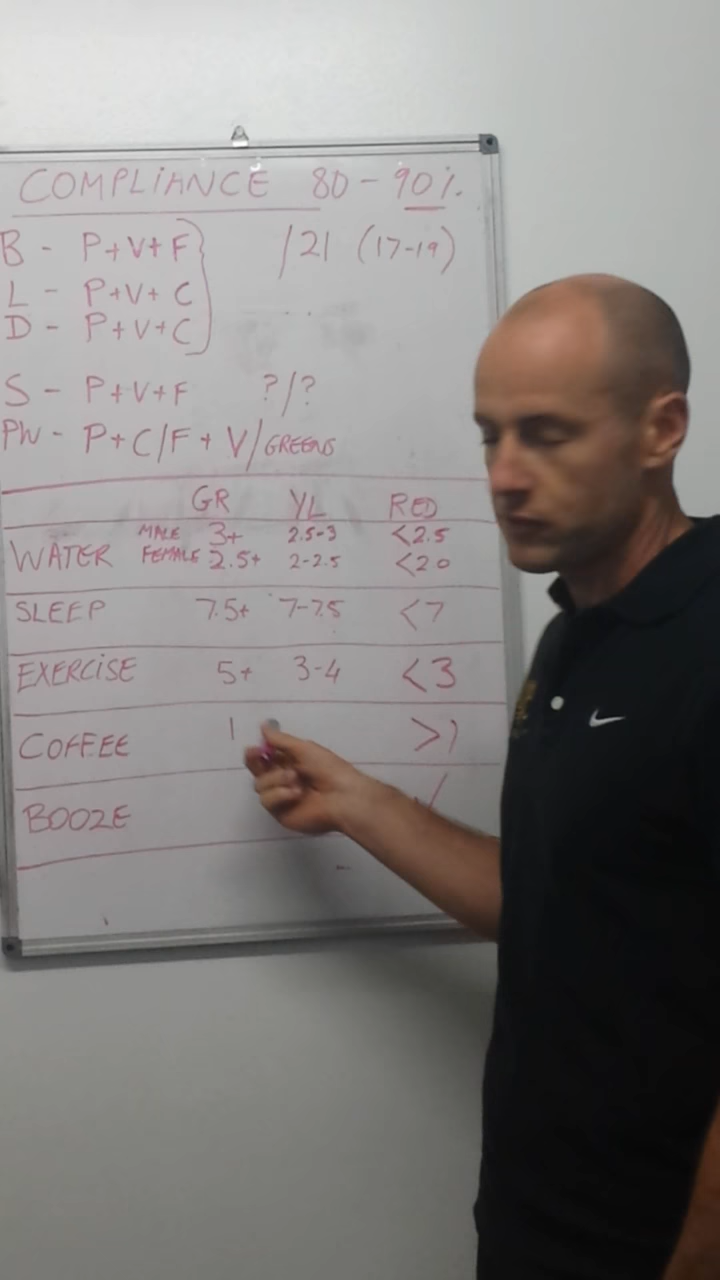 COMPLIANCE 80-90%.
B - P+V+F /21 (17-19)
L - P+V+C
D - P+V+C
S - P+V+F ?/?
PW - P+C/F+V/GREENS
GR YL RED
MALE 3+ 2.5-3 <2.5
WATER FEMALE 2.5+ 2-2.5 <2.0
SLEEP 7.5+ 7-7.5 <7
EXERCISE 5+ 3-4 <3
COFFEE 1 >1
BOOZE